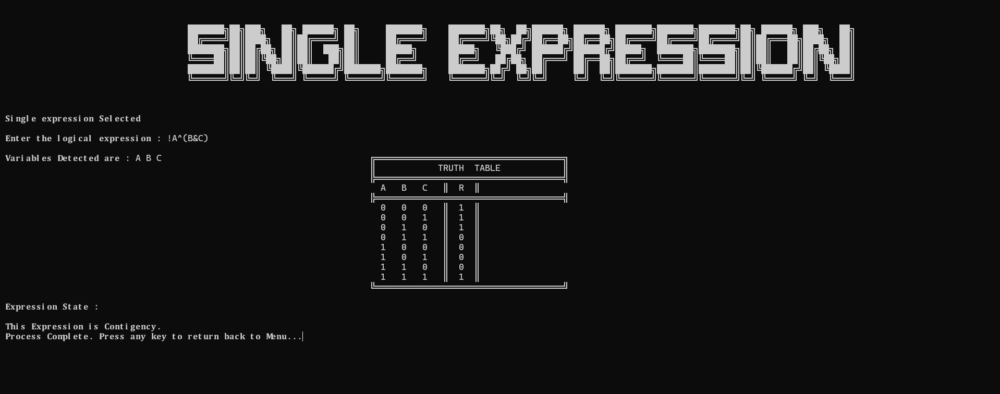 SINGLE EXPRESSION
Single expression Selected
Enter the logical expression : !A^(B&C)
Variables Detected are : A B C
TRUTH TABLE
A B C ║ R ║
0 0 0 ║ 1 ║
0 0 1 ║ 1 ║
0 1 0 ║ 1 ║
0 1 1 ║ 0 ║
1 0 0 ║ 0 ║
1 0 1 ║ 0 ║
1 1 0 ║ 0 ║
1 1 1 ║ 1 ║
Expression State :
This Expression is Contigency.
Process Complete. Press any key to return back to Menu...